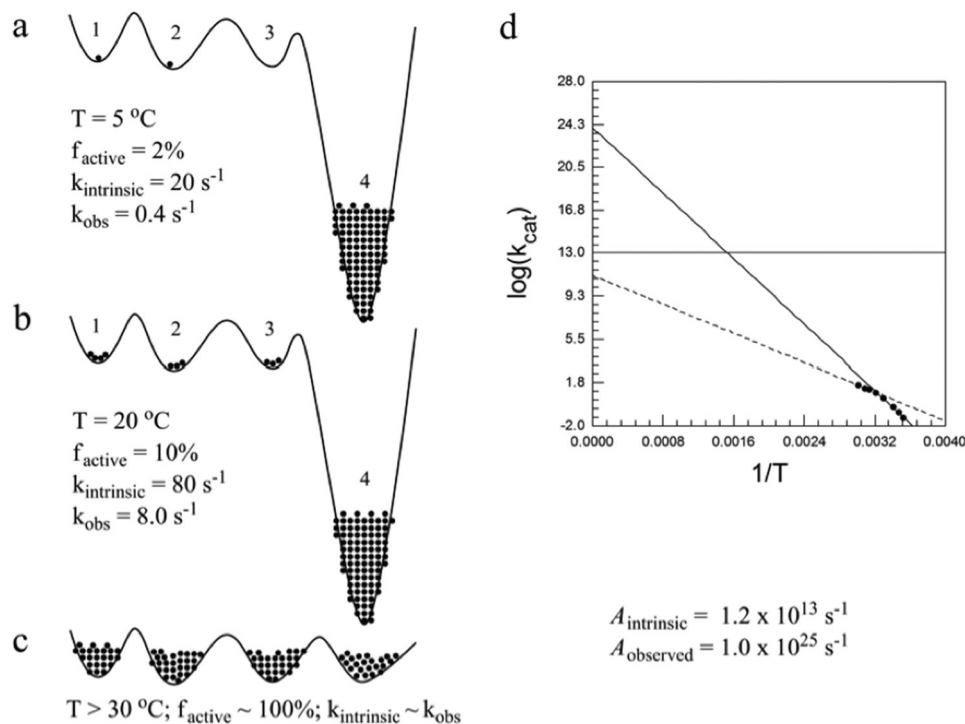 a
1 2 3
T = 5 °C
f_active = 2%
k_intrinsic = 20 s⁻¹
k_obs = 0.4 s⁻¹
4
b
1 2 3
T = 20 °C
f_active = 10%
k_intrinsic = 80 s⁻¹
k_obs = 8.0 s⁻¹
4
c
T > 30 °C; f_active ~ 100%; k_intrinsic ~ k_obs
d
log(k_cat)
28.0
24.3
20.5
16.8
13.0
9.3
5.5
1.8
-2.0
0.0000 0.0008 0.0016 0.0024 0.0032 0.0040
1/T
A_intrinsic = 1.2 x 10¹³ s⁻¹
A_observed = 1.0 x 10²⁵ s⁻¹